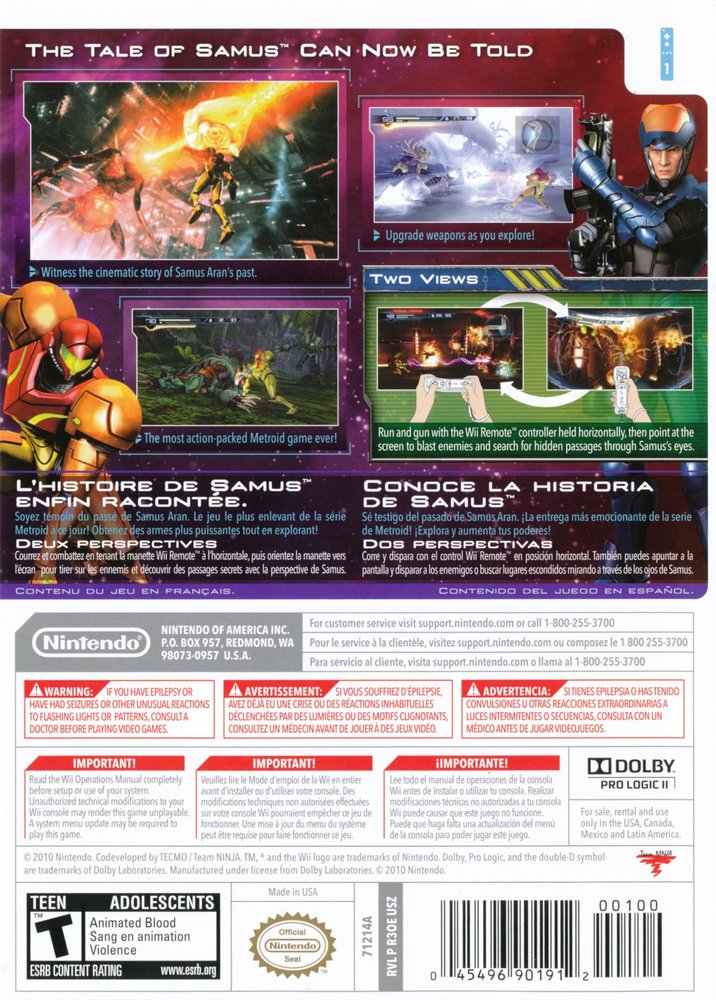 THE TALE OF SAMUS™ CAN NOW BE TOLD
1
Witness the cinematic story of Samus Aran's past.
Upgrade weapons as you explore!
TWO VIEWS
The most action-packed Metroid game ever!
Run and gun with the Wii Remote™ controller held horizontally, then point at the
screen to blast enemies and search for hidden passages through Samus's eyes.
L'HISTOIRE DE SAMUS™
ENFIN RACONTÉE.
Soyez témoin du passé de Samus Aran. Le jeu le plus enlevant de la série
Metroid à ce jour! Obtenez des armes plus puissantes tout en explorant!
DEUX PERSPECTIVES
Courez et combattez en tenant la manette Wii Remote™ à l'horizontale, puis orientez la manette vers
l'écran pour tirer sur les ennemis et découvrir des passages secrets avec la perspective de Samus.
CONTENU DU JEU EN FRANÇAIS.
CONOCE LA HISTORIA
DE SAMUS™
Sé testigo del pasado de Samus Aran. ¡La entrega más emocionante de la serie
de Metroid! ¡Explora y aumenta tus poderes!
DOS PERSPECTIVAS
Corre y dispara con el control Wii Remote™ en posición horizontal. También puedes apuntar a la
pantalla y disparar a los enemigos o buscar lugares escondidos mirando a través de los ojos de Samus.
CONTENIDO DEL JUEGO EN ESPAÑOL.
Nintendo®
NINTENDO OF AMERICA INC.
P.O. BOX 957, REDMOND, WA
98073-0957 U.S.A.
For customer service visit support.nintendo.com or call 1-800-255-3700
Pour le service à la clientèle, visitez support.nintendo.com ou composez le 1 800 255-3700
Para servicio al cliente, visita support.nintendo.com o llama al 1-800-255-3700
WARNING: IF YOU HAVE EPILEPSY OR
HAVE HAD SEIZURES OR OTHER UNUSUAL REACTIONS
TO FLASHING LIGHTS OR PATTERNS, CONSULT A
DOCTOR BEFORE PLAYING VIDEO GAMES.
AVERTISSEMENT: SI VOUS SOUFFREZ D'ÉPILEPSIE,
AVEZ DÉJÀ EU UNE CRISE OU DES RÉACTIONS INHABITUELLES
DÉCLENCHÉES PAR DES LUMIÈRES OU DES MOTIFS CLIGNOTANTS,
CONSULTEZ UN MÉDECIN AVANT DE JOUER À DES JEUX VIDÉO.
ADVERTENCIA: SI TIENES EPILEPSIA O HAS TENIDO
CONVULSIONES U OTRAS REACCIONES EXTRAORDINARIAS A
LUCES INTERMITENTES O SECUENCIAS, CONSULTA CON UN
MÉDICO ANTES DE JUGAR VIDEOJUEGOS.
IMPORTANT!
Read the Wii Operations Manual completely
before setup or use of your system.
Unauthorized technical modifications to your
Wii console may render this game unplayable.
A system menu update may be required to
play this game.
IMPORTANT!
Veuillez lire le Mode d'emploi de la Wii en entier
avant d'installer ou d'utiliser votre console. Des
modifications techniques non autorisées effectuées
sur votre console Wii pourraient empêcher ce jeu de
fonctionner. Une mise à jour du menu du système
peut être requise pour faire fonctionner ce jeu.
¡IMPORTANTE!
Lee todo el manual de operaciones de la consola
Wii antes de instalar o utilizar tu consola. Realizar
modificaciones técnicas no autorizadas a tu consola
Wii puede causar que este juego no funcione.
Puede que haga falta una actualización del menú
de la consola para poder jugar este juego.
DOLBY.
PRO LOGIC II
For sale, rental and use
only in the USA, Canada,
Mexico and Latin America.
© 2010 Nintendo. Codeveloped by TECMO / Team NINJA. TM, ® and the Wii logo are trademarks of Nintendo. Dolby, Pro Logic, and the double-D symbol
are trademarks of Dolby Laboratories. Manufactured under license from Dolby Laboratories. © 2010 Nintendo.
Team NINJA
TEEN ADOLESCENTS
T
Animated Blood
Sang en animation
Violence
ESRB CONTENT RATING www.esrb.org
Made in USA
Official
Nintendo
Seal
71214A
RVL P R3OE USZ
00100
0 45496 90191 2